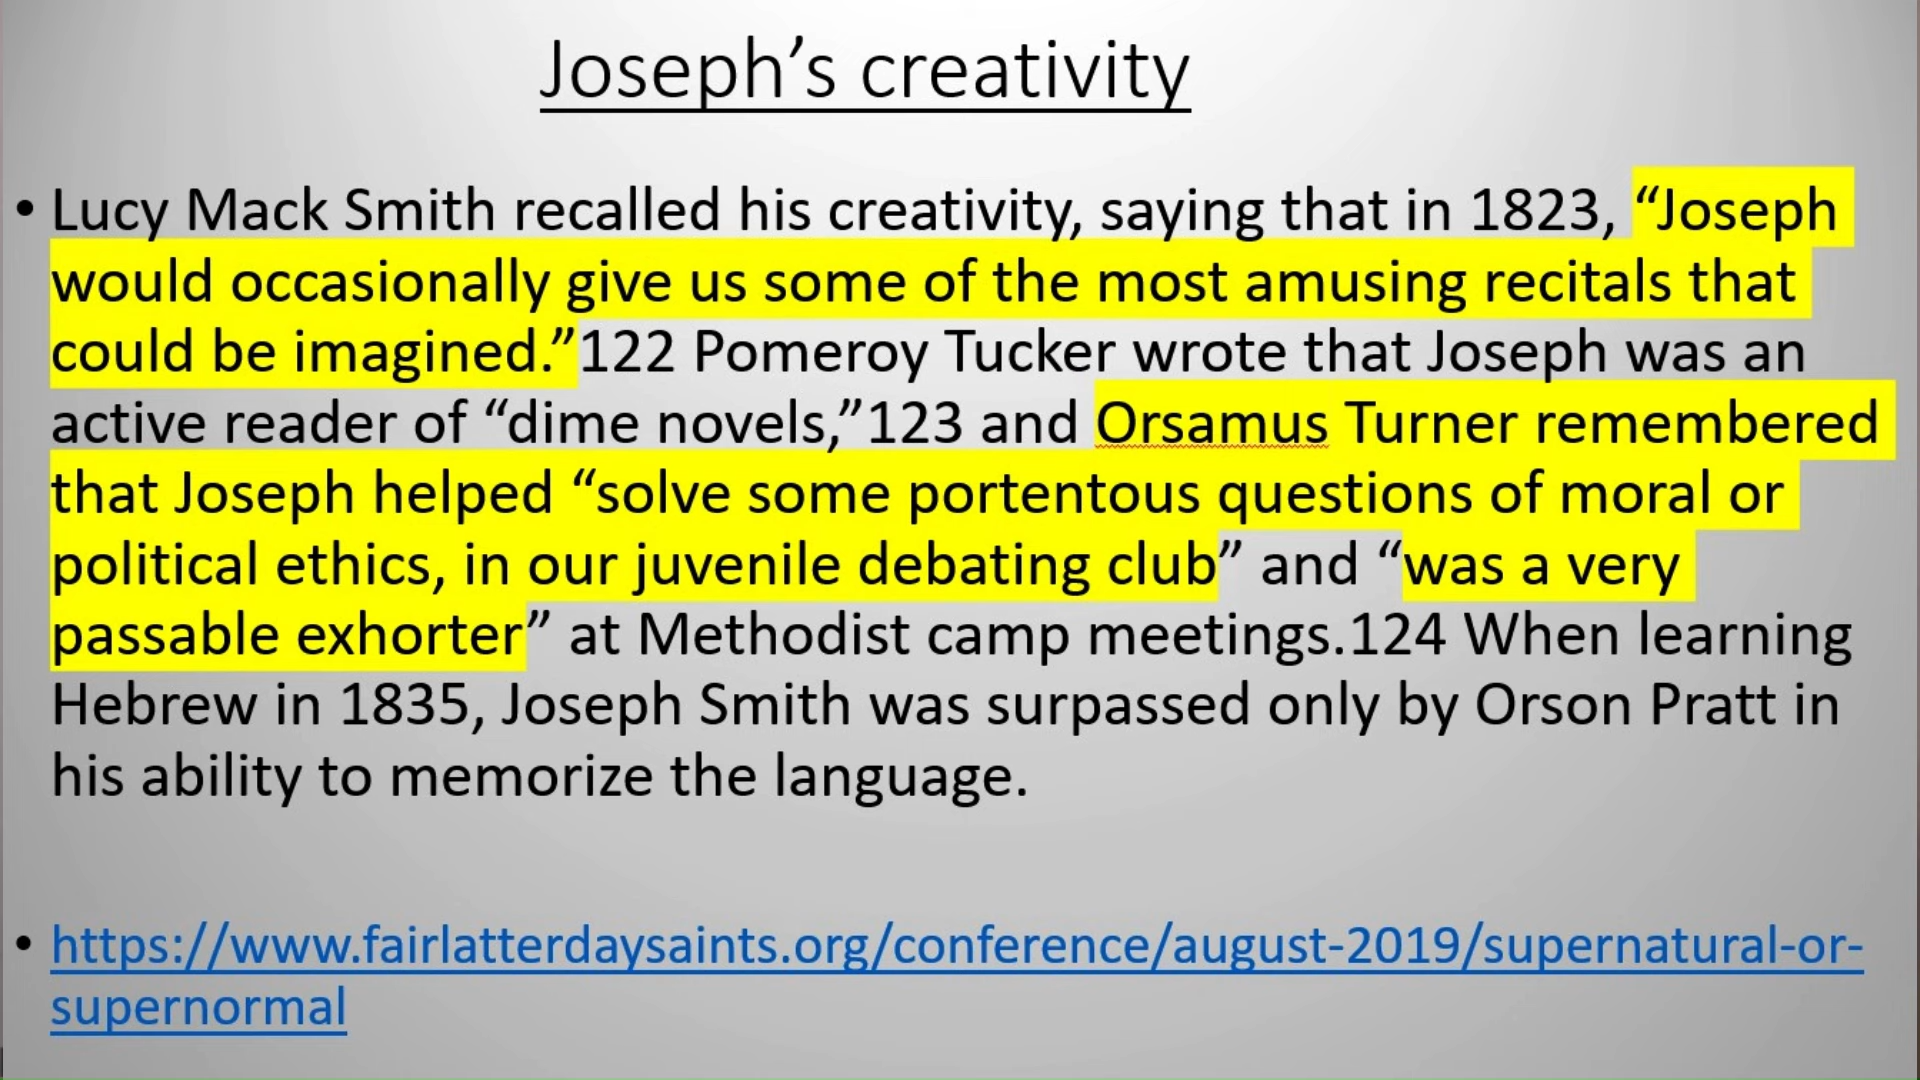 Joseph’s creativity
• Lucy Mack Smith recalled his creativity, saying that in 1823, “Joseph
would occasionally give us some of the most amusing recitals that
could be imagined.”122 Pomeroy Tucker wrote that Joseph was an
active reader of “dime novels,”123 and Orsamus Turner remembered
that Joseph helped “solve some portentous questions of moral or
political ethics, in our juvenile debating club” and “was a very
passable exhorter” at Methodist camp meetings.124 When learning
Hebrew in 1835, Joseph Smith was surpassed only by Orson Pratt in
his ability to memorize the language.
• https://www.fairlatterdaysaints.org/conference/august-2019/supernatural-or-
supernormal